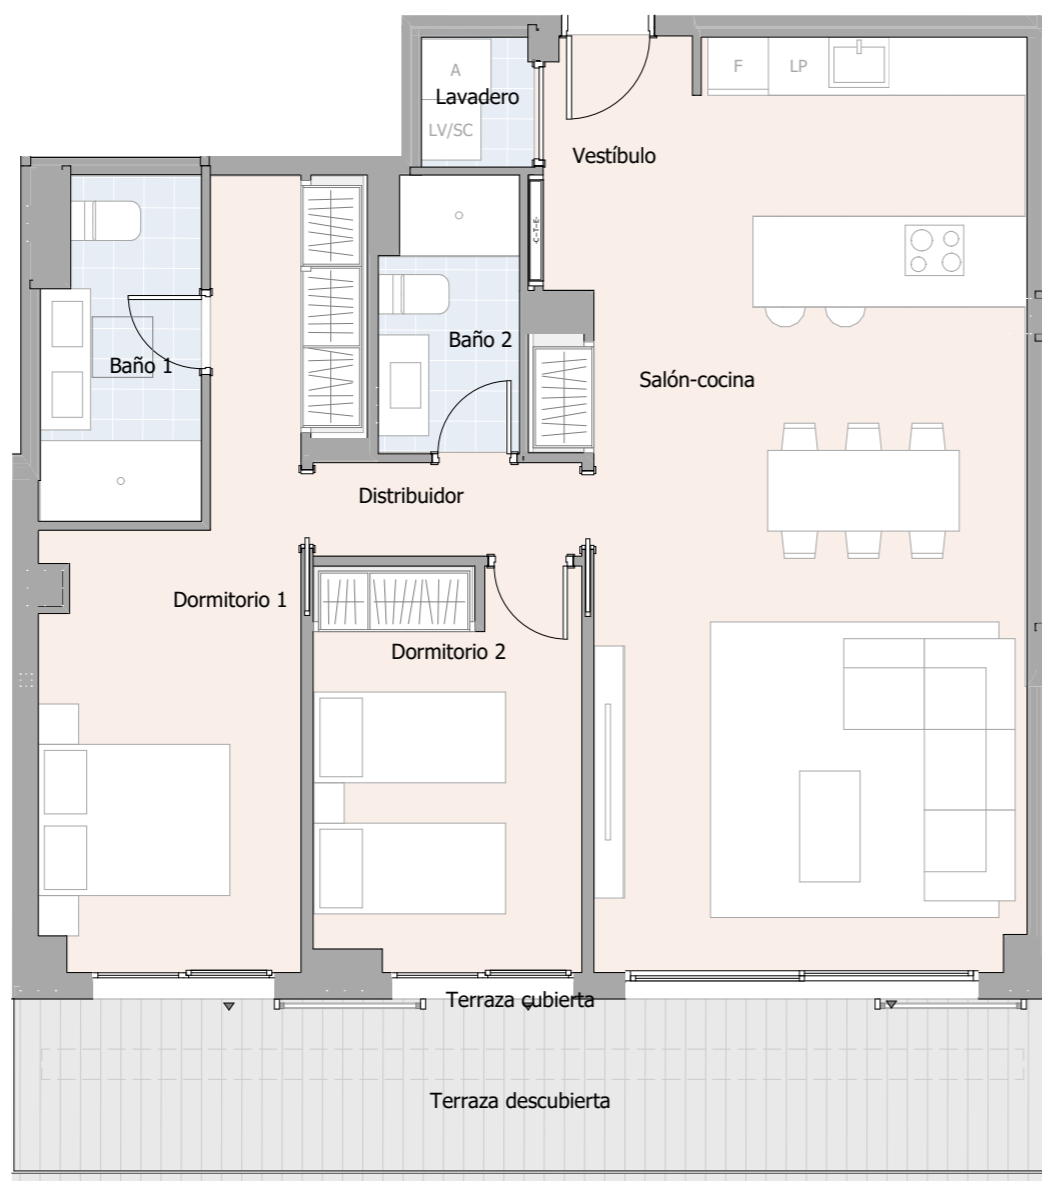 A
Lavadero
LV/SC
F
LP
Vestíbulo
C-T-E
Baño 2
Baño 1
Salón-cocina
Distribuidor
Dormitorio 1
Dormitorio 2
Terraza cubierta
Terraza descubierta